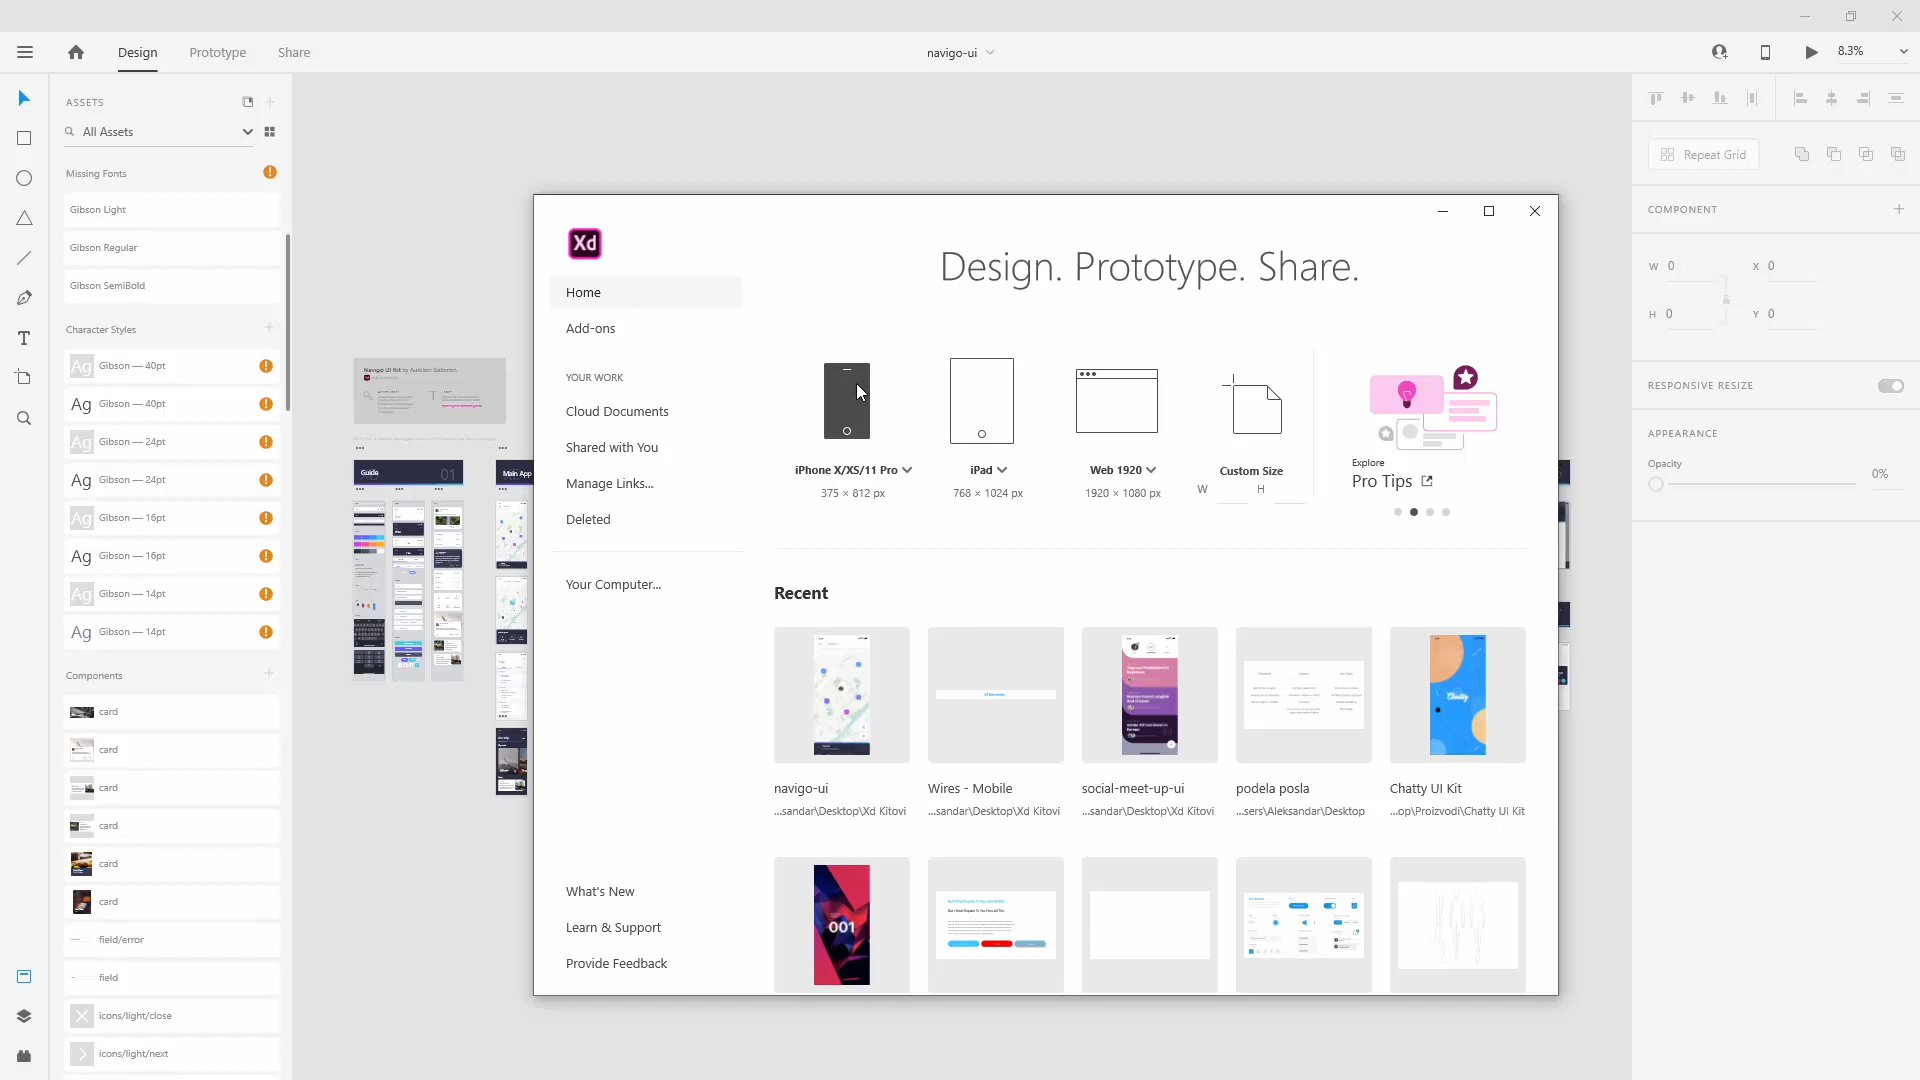 Design
Prototype
Share
navigo-ui
8.3%
ASSETS
All Assets
Missing Fonts
Gibson Light
Gibson Regular
Gibson SemiBold
Character Styles
Ag Gibson — 40pt
Ag Gibson — 40pt
Ag Gibson — 24pt
Ag Gibson — 24pt
Ag Gibson — 16pt
Ag Gibson — 16pt
Ag Gibson — 14pt
Ag Gibson — 14pt
Components
card
card
card
card
card
card
field/error
field
icons/light/close
icons/light/next
Guide
01
Main App
Xd
Home
Add-ons
YOUR WORK
Cloud Documents
Shared with You
Manage Links...
Deleted
Your Computer...
What's New
Learn & Support
Provide Feedback
Design. Prototype. Share.
iPhone X/XS/11 Pro
375 × 812 px
iPad
768 × 1024 px
Web 1920
1920 × 1080 px
Custom Size
W
H
Explore
Pro Tips
Recent
UI Elements
Chatty
navigo-ui
...sandar\Desktop\Xd Kitovi
Wires - Mobile
...sandar\Desktop\Xd Kitovi
social-meet-up-ui
...sandar\Desktop\Xd Kitovi
podela posla
...sers\Aleksandar\Desktop
Chatty UI Kit
...op\Proizvodi\Chatty UI Kit
001
Repeat Grid
COMPONENT
W 0
X 0
H 0
Y 0
RESPONSIVE RESIZE
APPEARANCE
Opacity
0%